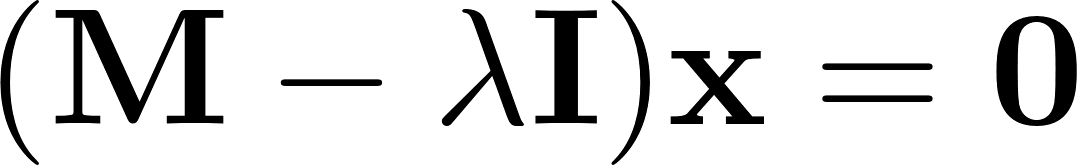 (𝐌 − λ𝐈)𝐱 = 𝟎